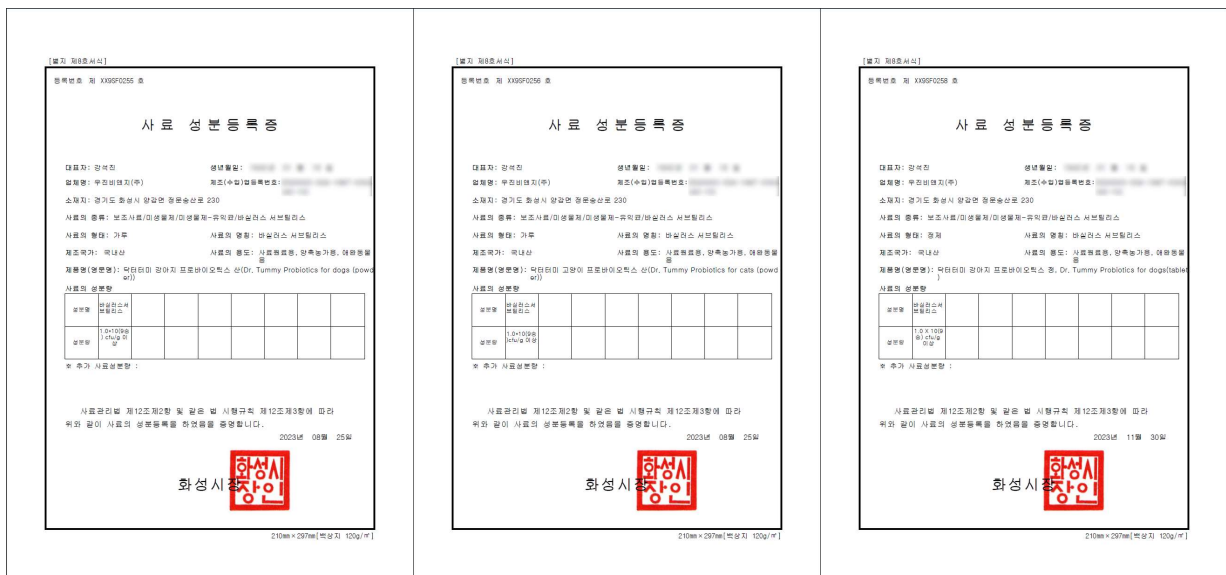 [별지 제8호서식]
등록번호 제 XX9SF0255 호
사료 성분등록증
대표자: 강석진 생년월일:
업체명: 우진비앤지(주) 제조(수입)업등록번호:
소재지: 경기도 화성시 양감면 정문송산로 230
사료의 종류: 보조사료/미생물제/미생물제-유익균/바실러스 서브틸리스
사료의 형태: 가루 사료의 명칭: 바실러스 서브틸리스
제조국가: 국내산 사료의 용도: 사료원료용, 양축농가용, 애완동물
용
제품명(영문명): 닥터터미 강아지 프로바이오틱스 산(Dr, Tummy Probiotics for dogs (powd
er))
사료의 성분량
성분명 바실러스서
브틸리스
성분량 1.0*10(9승
) cfu/g 이
상
※ 추가 사료성분량 :
사료관리법 제12조제2항 및 같은 법 시행규칙 제12조제3항에 따라
위와 같이 사료의 성분등록을 하였음을 증명합니다.
2023년 08월 25일
화성시장
화성시
장인
210mm×297mm[백상지 120g/㎡]
[별지 제8호서식]
등록번호 제 XX9SF0256 호
사료 성분등록증
대표자: 강석진 생년월일:
업체명: 우진비앤지(주) 제조(수입)업등록번호:
소재지: 경기도 화성시 양감면 정문송산로 230
사료의 종류: 보조사료/미생물제/미생물제-유익균/바실러스 서브틸리스
사료의 형태: 가루 사료의 명칭: 바실러스 서브틸리스
제조국가: 국내산 사료의 용도: 사료원료용, 양축농가용, 애완동물
용
제품명(영문명): 닥터터미 고양이 프로바이오틱스 산(Dr, Tummy Probiotics for cats (powd
er))
사료의 성분량
성분명 바실러스서
브틸리스
성분량 1.0*10(9승
)cfu/g 이상
※ 추가 사료성분량 :
사료관리법 제12조제2항 및 같은 법 시행규칙 제12조제3항에 따라
위와 같이 사료의 성분등록을 하였음을 증명합니다.
2023년 08월 25일
화성시장
화성시
장인
210mm×297mm[백상지 120g/㎡]
[별지 제8호서식]
등록번호 제 XX9SF0258 호
사료 성분등록증
대표자: 강석진 생년월일:
업체명: 우진비앤지(주) 제조(수입)업등록번호:
소재지: 경기도 화성시 양감면 정문송산로 230
사료의 종류: 보조사료/미생물제/미생물제-유익균/바실러스 서브틸리스
사료의 형태: 정제 사료의 명칭: 바실러스 서브틸리스
제조국가: 국내산 사료의 용도: 사료원료용, 양축농가용, 애완동물
용
제품명(영문명): 닥터터미 강아지 프로바이오틱스 정, Dr, Tummy Probiotics for dogs(tablet
)
사료의 성분량
성분명 바실러스서
브틸리스
성분량 1.0 X 10(9
승) cfu/g
이상
※ 추가 사료성분량 :
사료관리법 제12조제2항 및 같은 법 시행규칙 제12조제3항에 따라
위와 같이 사료의 성분등록을 하였음을 증명합니다.
2023년 11월 30일
화성시장
화성시
장인
210mm×297mm[백상지 120g/㎡]